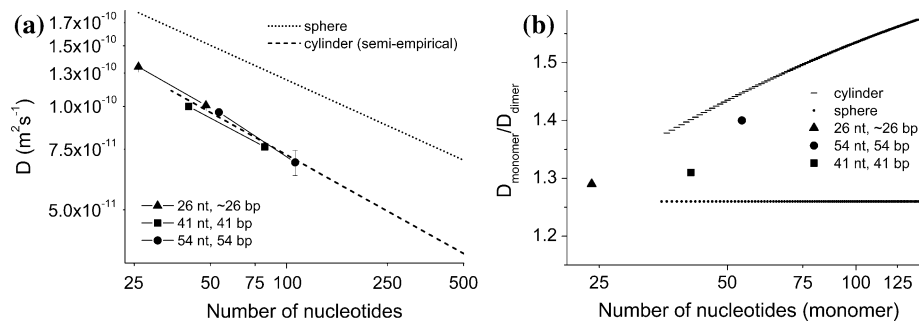 (a)
D (m²s⁻¹)
1.7x10⁻¹⁰
1.5x10⁻¹⁰
1.3x10⁻¹⁰
1.0x10⁻¹⁰
7.5x10⁻¹¹
5.0x10⁻¹¹
sphere
cylinder (semi-empirical)
26 nt, ~26 bp
41 nt, 41 bp
54 nt, 54 bp
25 50 75 100 250 500
Number of nucleotides
(b)
D_monomer/D_dimer
1.5
1.4
1.3
1.2
cylinder
sphere
26 nt, ~26 bp
54 nt, 54 bp
41 nt, 41 bp
25 50 75 100 125
Number of nucleotides (monomer)